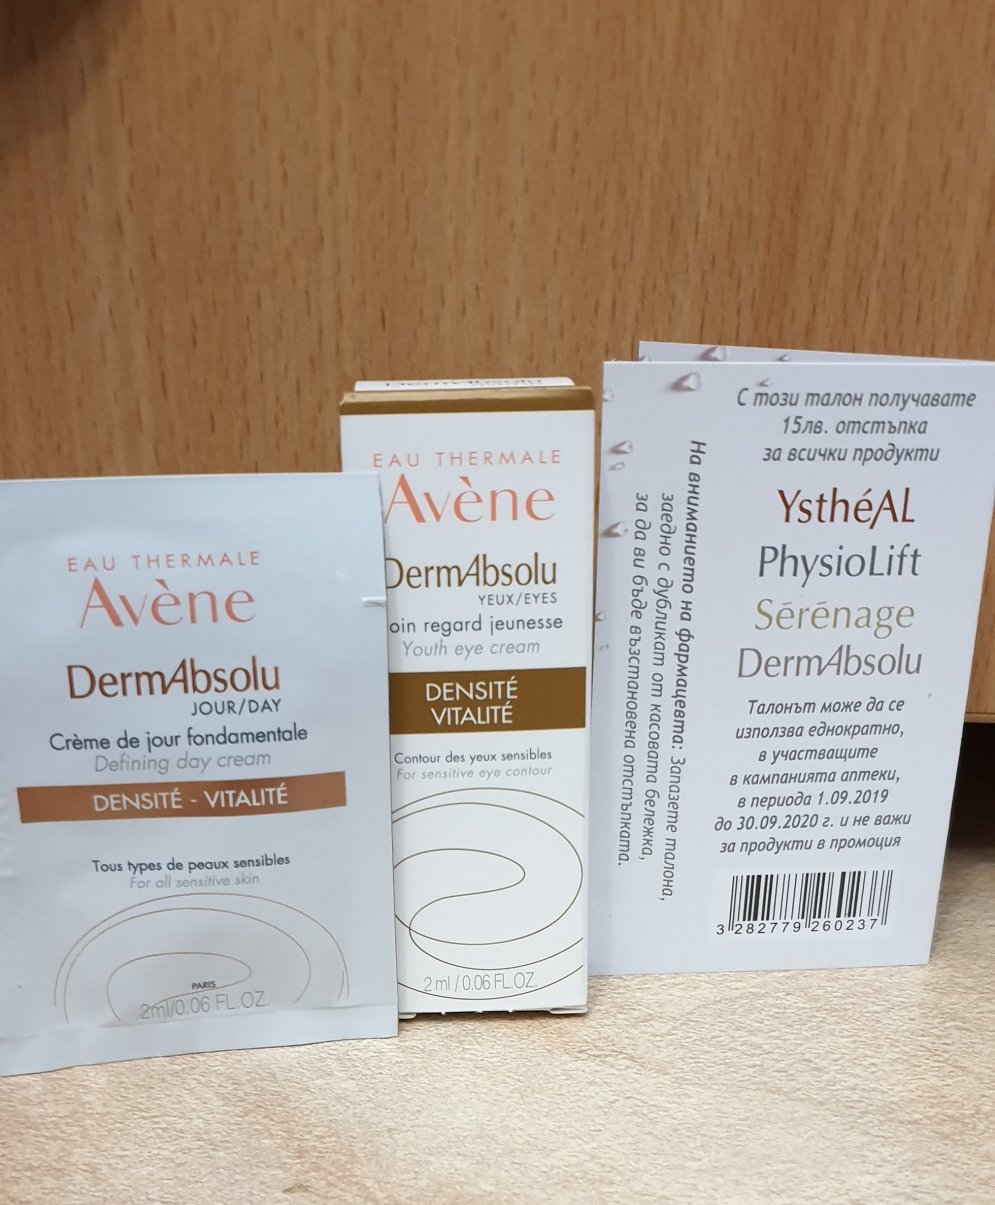 EAU THERMALE
Avène
DermAbsolu
JOUR/DAY
Crème de jour fondamentale
Defining day cream
DENSITÉ - VITALITÉ
Tous types de peaux sensibles
For all sensitive skin
PARIS
2ml/0.06 FL.OZ.
DermAbsolu
EAU THERMALE
Avène
DermAbsolu
YEUX/EYES
oin regard jeunesse
Youth eye cream
DENSITÉ
VITALITÉ
Contour des yeux sensibles
For sensitive eye contour
2 ml / 0.06 FL.OZ.
На вниманието на фармацевта: Запазете талона,
заедно с дубликат от касовата бележка,
за да ви бъде възстановена отстъпката.
С този талон получавате
15лв. отстъпка
за всички продукти
YsthéAL
PhysioLift
Sérénage
DermAbsolu
Талонът може да се
използва еднократно,
в участващите
в кампанията аптеки,
в периода 1.09.2019
до 30.09.2020 г. и не важи
за продукти в промоция
3 282779 260237